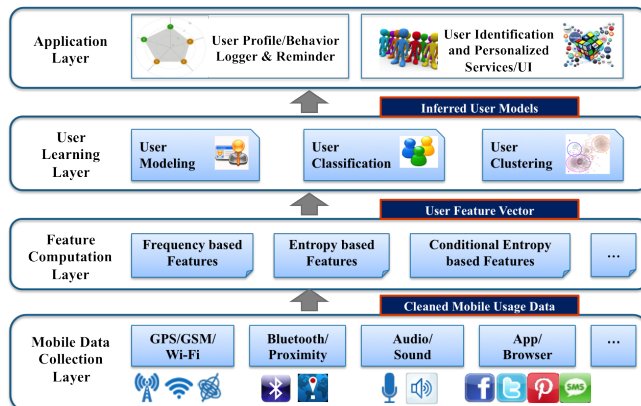 Application
Layer
User Profile/Behavior
Logger & Reminder
User Identification
and Personalized
Services/UI
Inferred User Models
User
Learning
Layer
User
Modeling
User
Classification
User
Clustering
User Feature Vector
Feature
Computation
Layer
Frequency based
Features
Entropy based
Features
Conditional Entropy
based Features
...
Cleaned Mobile Usage Data
Mobile Data
Collection
Layer
GPS/GSM/
Wi-Fi
Bluetooth/
Proximity
Audio/
Sound
App/
Browser
...
SMS